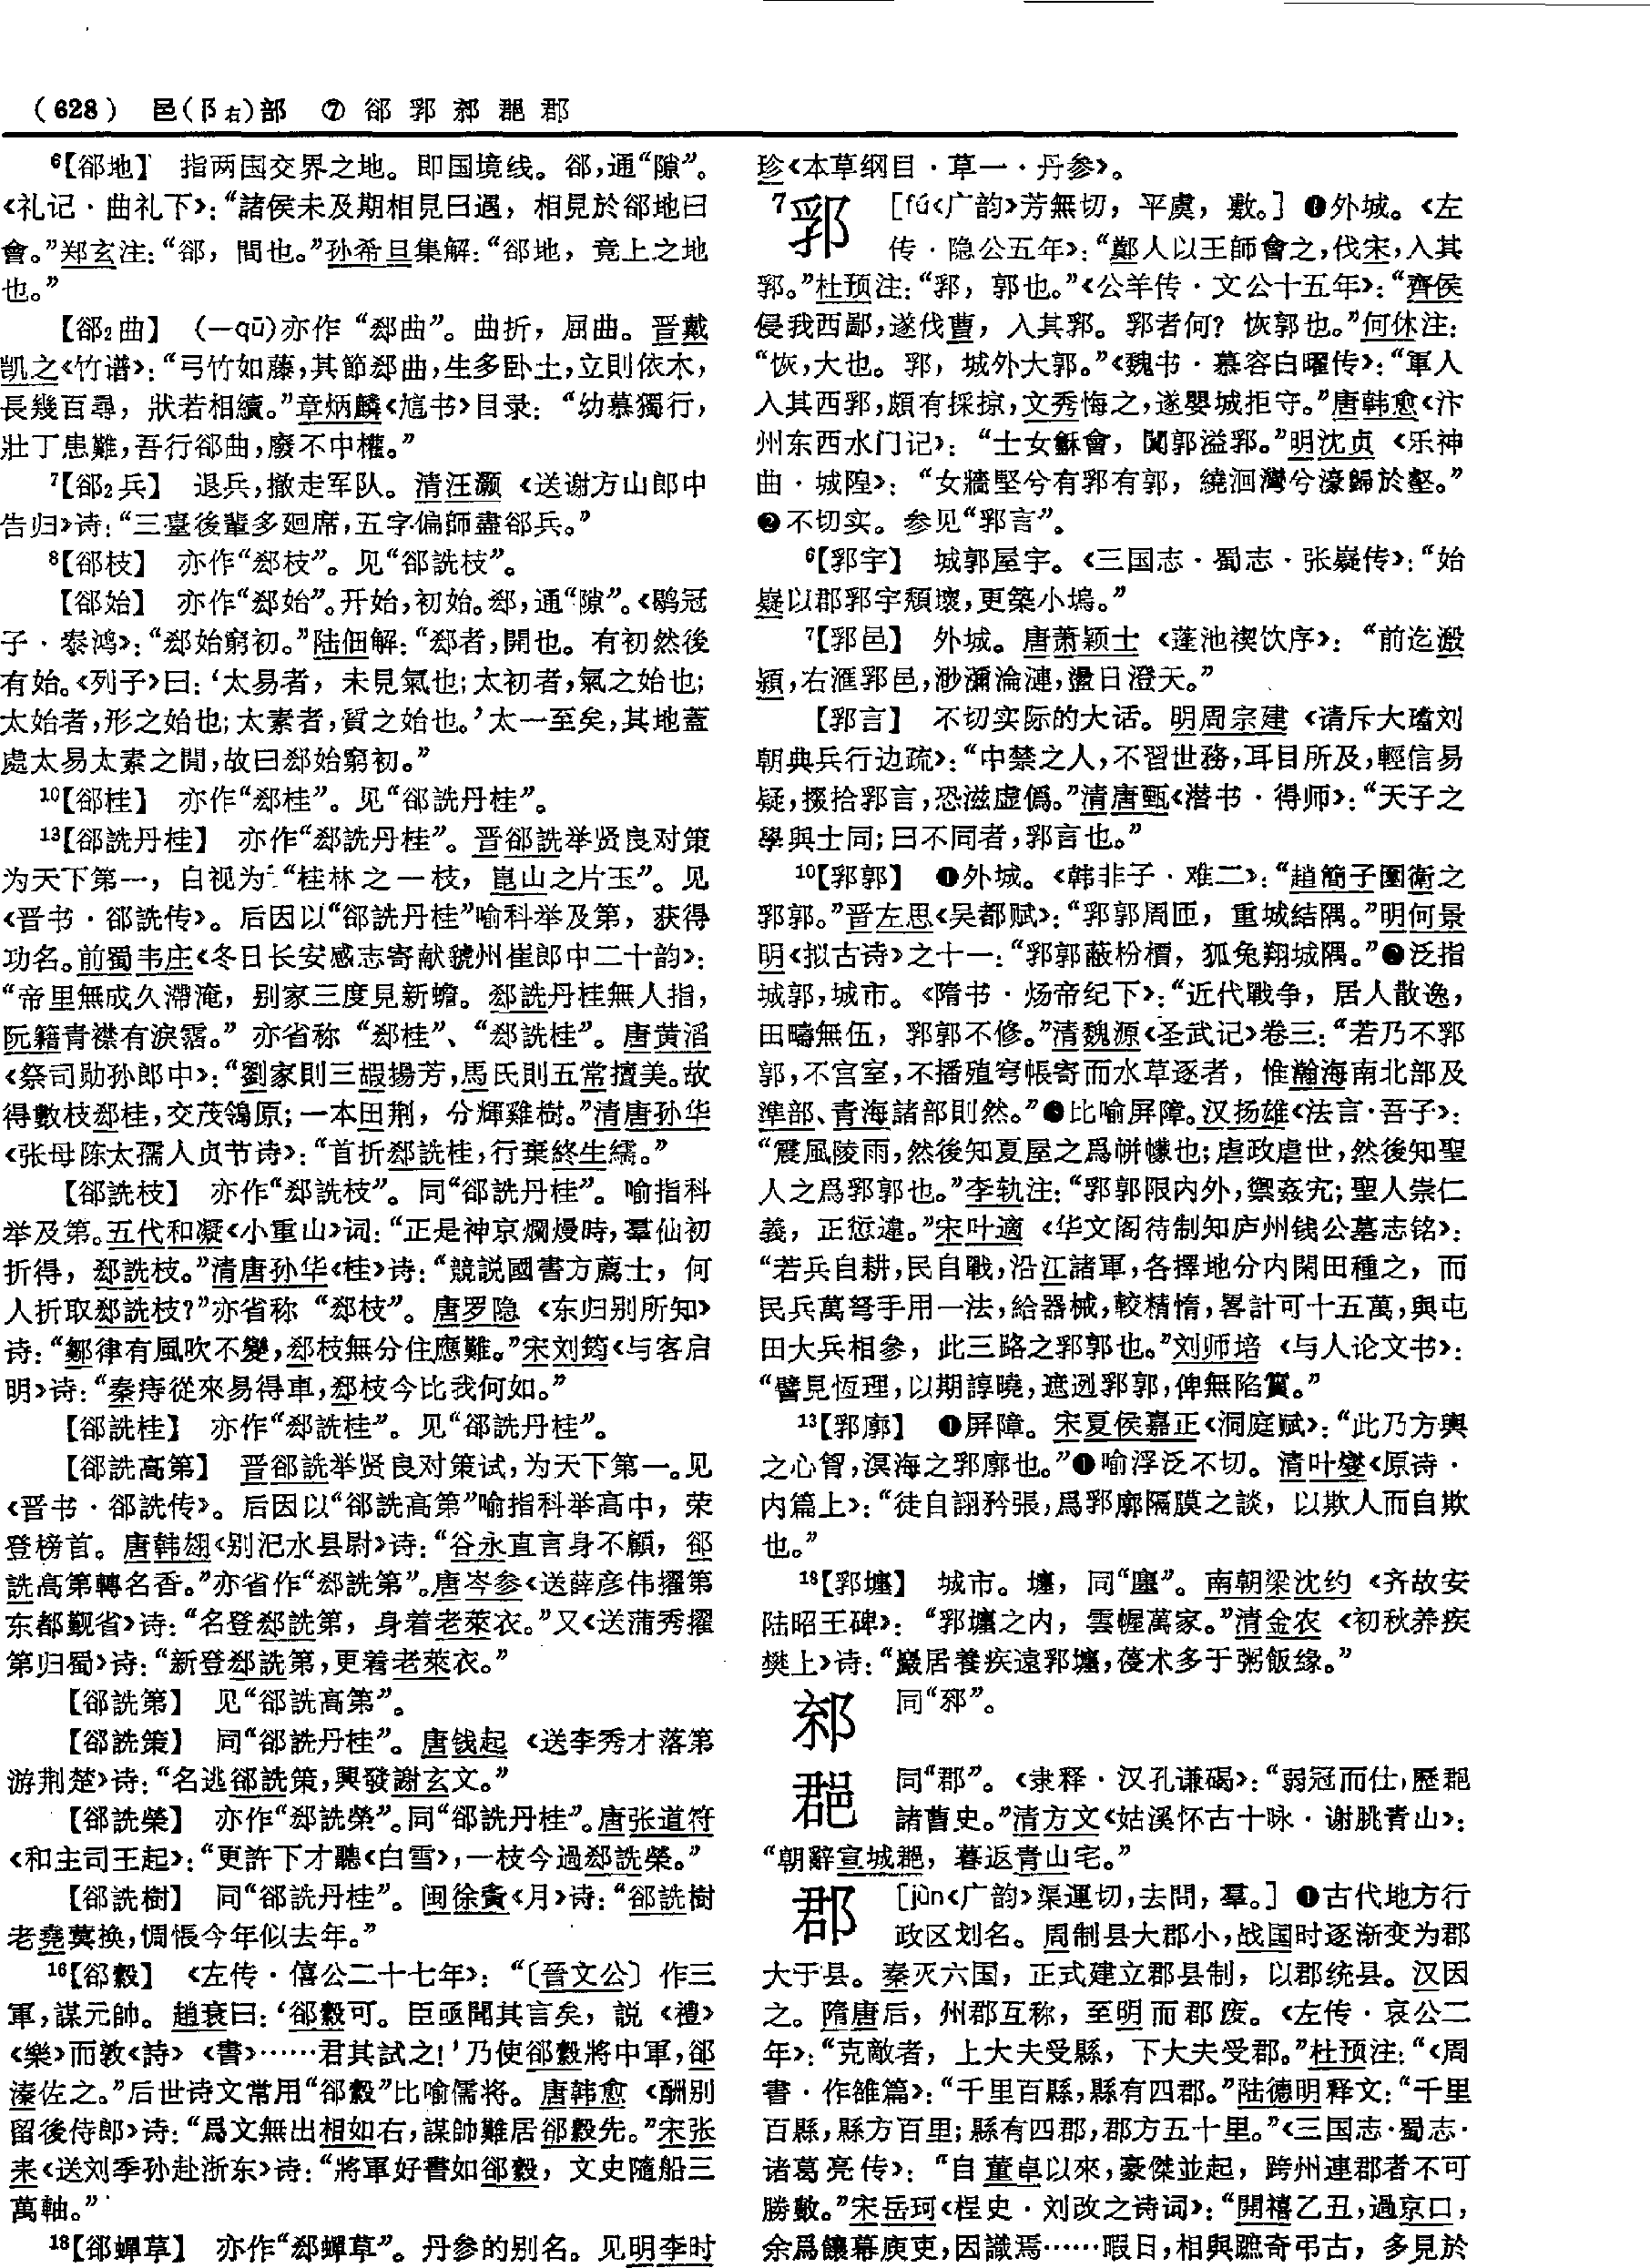 (628) 邑(阝右)部 ⑦ 郤 郛 郲 郡 郡
6【郤地】 指两国交界之地。即国境线。郤,通“隙”。
《礼记·曲礼下》:“諸侯未及期相見曰遇，相見於郤地曰
會。”郑玄注:“郤，間也。”孙希旦集解:“郤地，竟上之地
也。”
【郤2曲】 (—qū)亦作“郄曲”。曲折，屈曲。晋戴
凯之《竹谱》:“弓竹如藤,其節郄曲,生多卧土,立則依木,
長幾百尋，狀若相續。”章炳麟《訄书》目录:“幼慕獨行,
壯丁患難,吾行郤曲,廢不中權。”
7【郤2兵】 退兵,撤走军队。清汪灏《送谢方山郎中
告归》诗:“三臺後輩多廻席,五字偏師盡郤兵。”
8【郤枝】 亦作“郄枝”。见“郤詵枝”。
【郤始】 亦作“郄始”。开始,初始。郄,通“隙”。《鹖冠
子·泰鸿》:“郄始窮初。”陆佃解:“郄者,開也。有初然後
有始。《列子》曰:‘太易者，未見氣也;太初者,氣之始也;
太始者,形之始也;太素者,質之始也。’太一至矣,其地蓋
處太易太素之間,故曰郄始窮初。”
10【郤桂】 亦作“郄桂”。见“郤詵丹桂”。
13【郤詵丹桂】 亦作“郄詵丹桂”。晋郤詵举贤良对策
为天下第一，自视为“桂林之一枝，崑山之片玉”。见
《晋书·郤詵传》。后因以“郤詵丹桂”喻科举及第，获得
功名。前蜀韦庄《冬日长安感志寄献虢州崔郎中二十韵》:
“帝里無成久滯淹，别家三度見新蟾。郄詵丹桂無人指,
阮籍青襟有淚霑。”亦省称“郄桂”、“郄詵桂”。唐黄滔
《祭司勋孙郎中》:“劉家則三嘏揚芳,馬氏則五常擅美。故
得數枝郄桂,交茂鴒原;一本田荆，分輝雞樹。”清唐孙华
《张母陈太孺人贞节诗》:“首折郄詵桂,行棄終生繻。”
【郤詵枝】 亦作“郄詵枝”。同“郤詵丹桂”。喻指科
举及第。五代和凝《小重山》词:“正是神京爛熳時,羣仙初
折得，郄詵枝。”清唐孙华《桂》诗:“競説國書方薦士，何
人折取郄詵枝?”亦省称“郄枝”。唐罗隐《东归别所知》
诗:“鄒律有風吹不變,郄枝無分住應難。”宋刘筠《与客启
明》诗:“秦痔從來易得車,郄枝今比我何如。”
【郤詵桂】 亦作“郄詵桂”。见“郤詵丹桂”。
【郤詵高第】 晋郤詵举贤良对策试,为天下第一。见
《晋书·郤詵传》。后因以“郤詵高第”喻指科举高中，荣
登榜首。唐韩翃《别汜水县尉》诗:“谷永直言身不顧，郤
詵高第轉名香。”亦省作“郄詵第”。唐岑参《送薛彦伟擢第
东都觐省》诗:“名登郄詵第，身着老萊衣。”又《送蒲秀擢
第归蜀》诗:“新登郄詵第,更着老萊衣。”
【郤詵第】 见“郤詵高第”。
【郤詵策】 同“郤詵丹桂”。唐钱起《送李秀才落第
游荆楚》诗:“名逃郤詵策,興發謝玄文。”
【郤詵榮】 亦作“郄詵榮”。同“郤詵丹桂”。唐张道符
《和主司王起》:“更許下才聽《白雪》,一枝今過郄詵榮。”
【郤詵樹】 同“郤詵丹桂”。闽徐夤《月》诗:“郤詵樹
老堯蓂换,惆悵今年似去年。”
16【郤縠】 《左传·僖公二十七年》:“〔晋文公〕作三
軍,謀元帥。趙衰曰:‘郤縠可。臣亟聞其言矣，説《禮》
《樂》而敦《詩》《書》……君其試之!’乃使郤縠將中軍,郤
溱佐之。”后世诗文常用“郤縠”比喻儒将。唐韩愈《酬别
留後侍郎》诗:“爲文無出相如右,謀帥難居郤縠先。”宋张
耒《送刘季孙赴浙东》诗:“將軍好書如郤縠，文史隨船三
萬軸。”
18【郤蟬草】 亦作“郄蟬草”。丹参的别名。见明李时
珍《本草纲目·草一·丹参》。
7郛 [fú《广韵》芳無切，平虞，敷。] ❶外城。《左
传·隐公五年》:“鄭人以王師會之,伐宋,入其
郛。”杜预注:“郛，郭也。”《公羊传·文公十五年》:“齊侯
侵我西鄙,遂伐曹，入其郛。郛者何? 恢郭也。”何休注:
“恢,大也。郛，城外大郭。”《魏书·慕容白曜传》:“軍人
入其西郛,頗有採掠,文秀悔之,遂嬰城拒守。”唐韩愈《汴
州东西水门记》:“士女龢會，闐郭溢郛。”明沈贞《乐神
曲·城隍》:“女牆堅兮有郛有郭，繞洄灣兮濠歸於壑。”
❷不切实。参见“郛言”。
6【郛宇】 城郭屋宇。《三国志·蜀志·张嶷传》:“始
嶷以郡郛宇頹壞,更築小塢。”
7【郛邑】 外城。唐萧颖士《蓬池禊饮序》:“前迄溵
潁,右滙郛邑,渺瀰淪漣,盪日澄天。”
【郛言】 不切实际的大话。明周宗建《请斥大璫刘
朝典兵行边疏》:“中禁之人,不習世務,耳目所及,輕信易
疑,掇拾郛言,恐滋虚僞。”清唐甄《潜书·得师》:“天子之
學與士同;曰不同者,郛言也。”
10【郛郭】 ❶外城。《韩非子·难二》:“趙簡子圍衛之
郛郭。”晋左思《吴都赋》:“郛郭周匝，重城結隅。”明何景
明《拟古诗》之十一:“郛郭蔽枌檟，狐兔翔城隅。”❷泛指
城郭,城市。《隋书·炀帝纪下》:“近代戰争，居人散逸,
田疇無伍，郛郭不修。”清魏源《圣武记》卷三:“若乃不郛
郭,不宫室,不播殖穹帳寄而水草逐者，惟瀚海南北部及
準部、青海諸部則然。”❸比喻屏障。汉扬雄《法言·吾子》:
“震風陵雨,然後知夏屋之爲帡幪也;虐政虐世,然後知聖
人之爲郛郭也。”李轨注:“郛郭限内外,禦姦宄;聖人崇仁
義，正愆違。”宋叶適《华文阁待制知庐州钱公墓志铭》:
“若兵自耕,民自戰,沿江諸軍,各擇地分内閑田種之，而
民兵萬弩手用一法,給器械,較精惰,畧計可十五萬,與屯
田大兵相參，此三路之郛郭也。”刘师培《与人论文书》:
“譬見恆理,以期諄曉,遮迾郛郭,俾無陷簣。”
13【郛廓】 ❶屏障。宋夏侯嘉正《洞庭赋》:“此乃方輿
之心胷,溟海之郛廓也。”❶喻浮泛不切。清叶燮《原诗·
内篇上》:“徒自詡矜張,爲郛廓隔膜之談，以欺人而自欺
也。”
18【郛㕓】 城市。㕓，同“廛”。南朝梁沈约《齐故安
陆昭王碑》:“郛㕓之内，雲幄萬家。”清金农《初秋养疾
樊上》诗:“巖居養疾遠郛㕓,葠术多于粥飯緣。”
同“邠”。
同“郡”。《隶释·汉孔谦碣》:“弱冠而仕,歷郡
諸曹史。”清方文《姑溪怀古十咏·谢朓青山》:
“朝辭宣城郡，暮返青山宅。”
郡 [jùn《广韵》渠運切,去問，羣。] ❶古代地方行
政区划名。周制县大郡小,战国时逐渐变为郡
大于县。秦灭六国，正式建立郡县制，以郡统县。汉因
之。隋唐后，州郡互称，至明而郡废。《左传·哀公二
年》:“克敵者，上大夫受縣，下大夫受郡。”杜预注:“《周
書·作雒篇》:“千里百縣,縣有四郡。”陆德明释文:“千里
百縣,縣方百里;縣有四郡,郡方五十里。”《三国志·蜀志·
诸葛亮传》:“自董卓以來,豪傑並起，跨州連郡者不可
勝數。”宋岳珂《桯史·刘改之诗词》:“開禧乙丑,過京口,
余爲饟幕庾吏,因識焉……暇日,相與蹠奇弔古，多見於